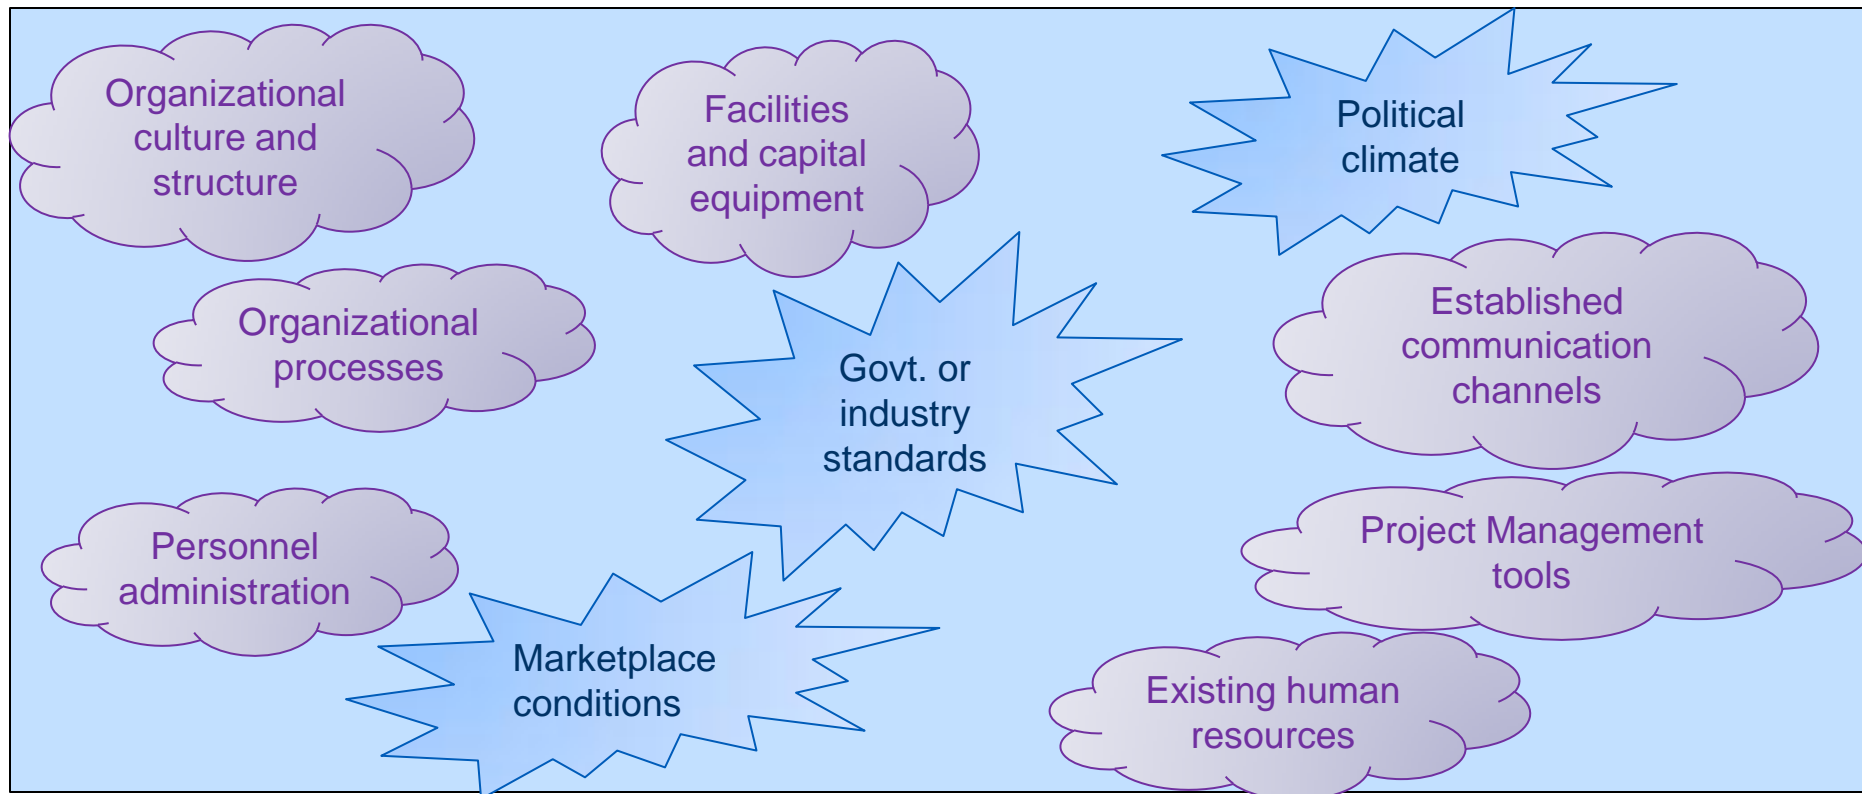 Organizational
culture and
structure
Facilities
and capital
equipment
Political
climate
Organizational
processes
Govt. or
industry
standards
Established
communication
channels
Personnel
administration
Project Management
tools
Marketplace
conditions
Existing human
resources